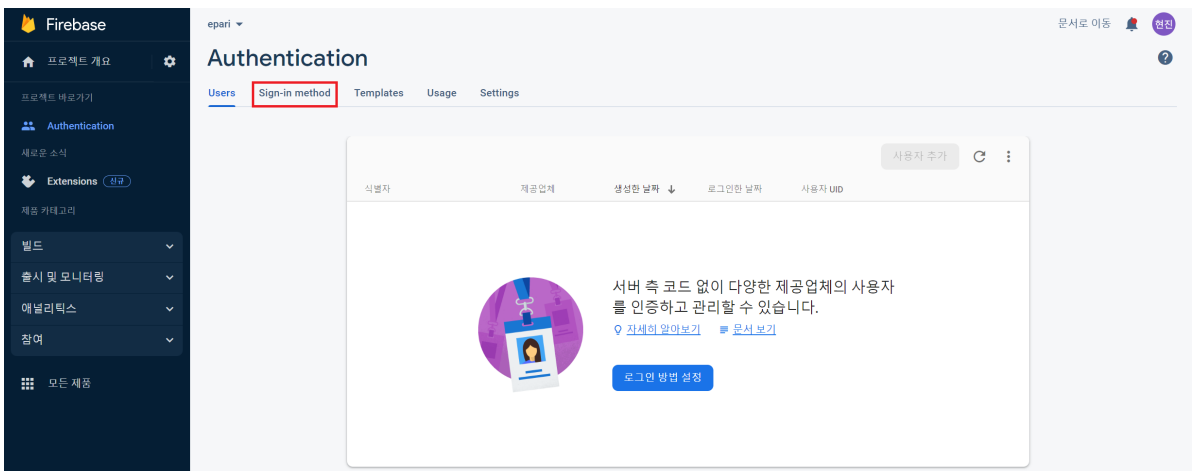 Firebase
epari
문서로 이동
현진
프로젝트 개요
Authentication
프로젝트 바로가기
Users Sign-in method Templates Usage Settings
Authentication
새로운 소식
Extensions 신규
제품 카테고리
빌드
출시 및 모니터링
애널리틱스
참여
모든 제품
사용자 추가
식별자 제공업체 생성한 날짜 로그인한 날짜 사용자 UID
서버 측 코드 없이 다양한 제공업체의 사용자
를 인증하고 관리할 수 있습니다.
자세히 알아보기 문서 보기
로그인 방법 설정